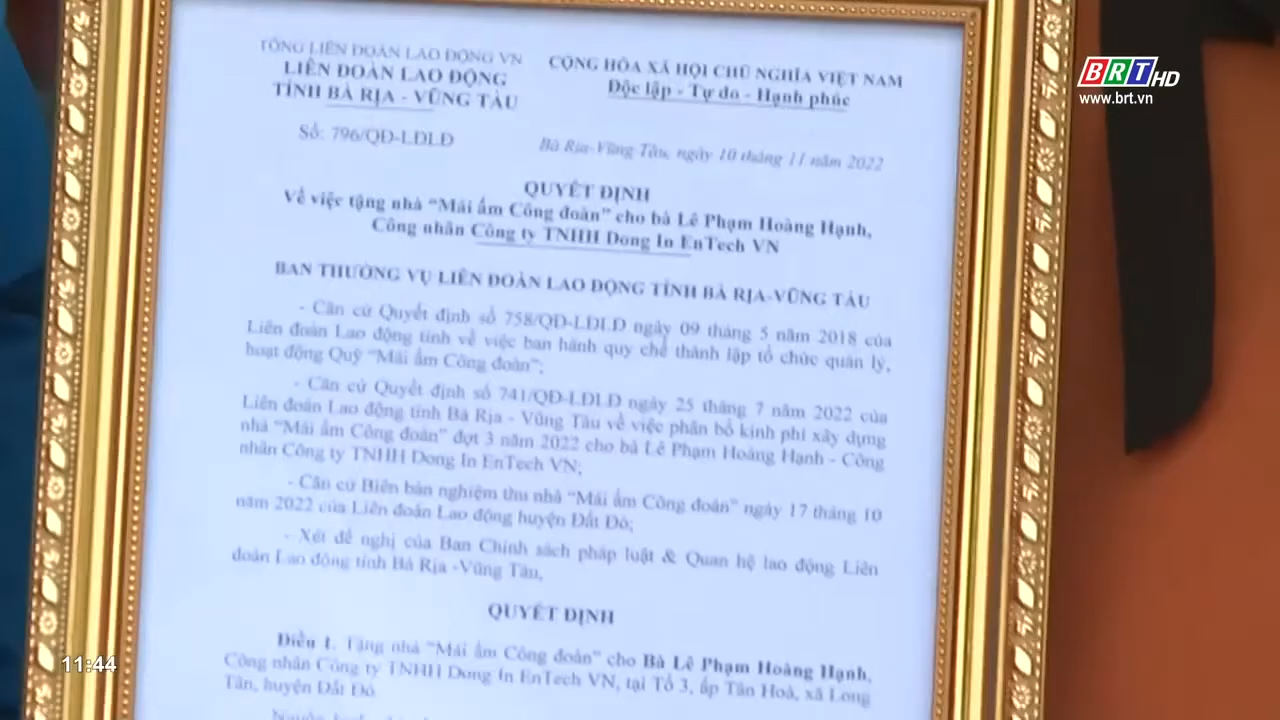 TỔNG LIÊN ĐOÀN LAO ĐỘNG VN
LIÊN ĐOÀN LAO ĐỘNG
TỈNH BÀ RỊA - VŨNG TÀU
Số: 796/QĐ-LĐLĐ
CỘNG HÒA XÃ HỘI CHỦ NGHĨA VIỆT NAM
Độc lập - Tự do - Hạnh phúc
Bà Rịa-Vũng Tàu, ngày 10 tháng 11 năm 2022
BRT HD
www.brt.vn
QUYẾT ĐỊNH
Về việc tặng nhà “Mái ấm Công đoàn” cho bà Lê Phạm Hoàng Hạnh,
Công nhân Công ty TNHH Dong In EnTech VN
BAN THƯỜNG VỤ LIÊN ĐOÀN LAO ĐỘNG TỈNH BÀ RỊA-VŨNG TÀU
- Căn cứ Quyết định số 758/QĐ-LĐLĐ ngày 09 tháng 5 năm 2018 của
Liên đoàn Lao động tỉnh về việc ban hành quy chế thành lập tổ chức quản lý,
hoạt động Quỹ “Mái ấm Công đoàn”;
- Căn cứ Quyết định số 741/QĐ-LĐLĐ ngày 25 tháng 7 năm 2022 của
Liên đoàn Lao động tỉnh Bà Rịa - Vũng Tàu về việc phân bổ kinh phí xây dựng
nhà “Mái ấm Công đoàn” đợt 3 năm 2022 cho bà Lê Phạm Hoàng Hạnh - Công
nhân Công ty TNHH Dong In EnTech VN;
- Căn cứ Biên bản nghiệm thu nhà “Mái ấm Công đoàn” ngày 17 tháng 10
năm 2022 của Liên đoàn Lao động huyện Đất Đỏ;
- Xét đề nghị của Ban Chính sách pháp luật & Quan hệ lao động Liên
đoàn Lao động tỉnh Bà Rịa -Vũng Tàu,
QUYẾT ĐỊNH
Điều 1. Tặng nhà “Mái ấm Công đoàn” cho Bà Lê Phạm Hoàng Hạnh,
Công nhân Công ty TNHH Dong In EnTech VN, tại Tổ 3, ấp Tân Hoà, xã Long
Tân, huyện Đất Đỏ
11:44